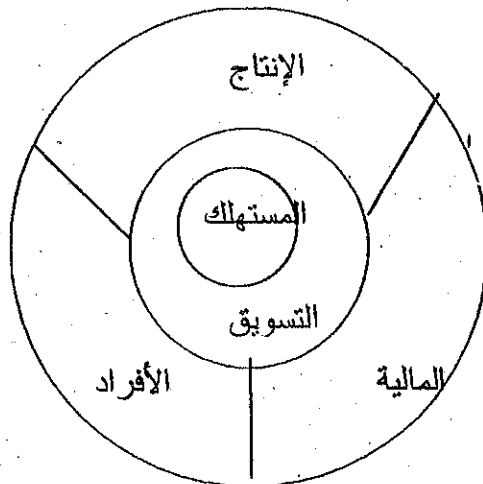 الإنتاج
المستهلك
التسويق
الأفراد
المالية